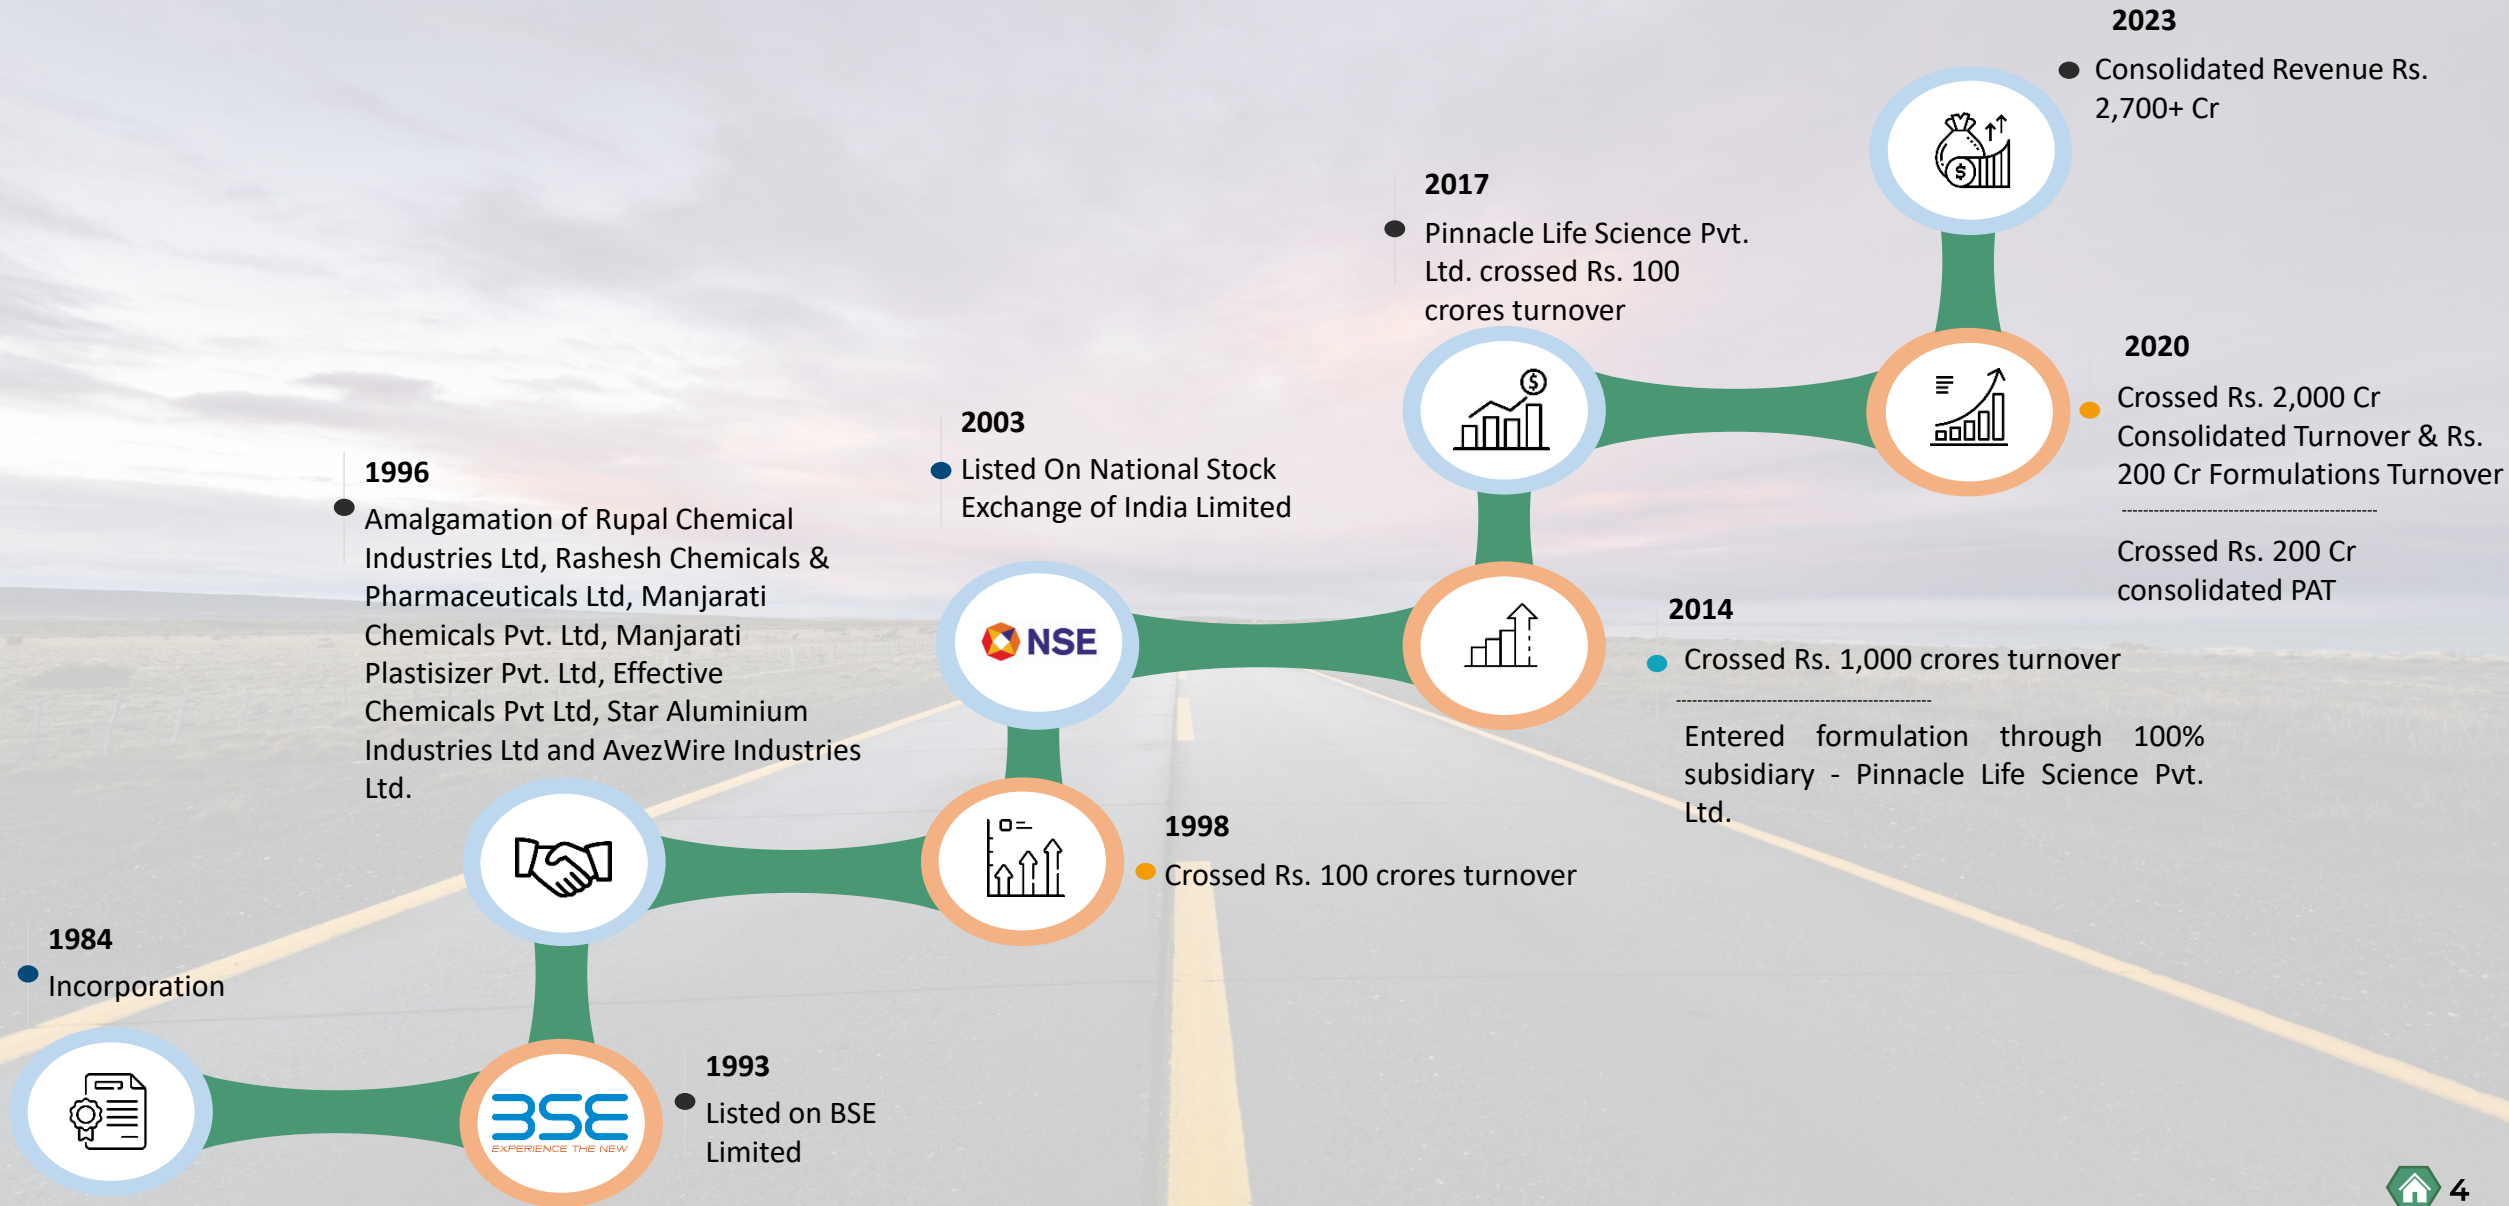 2023
Consolidated Revenue Rs.
2,700+ Cr
2017
Pinnacle Life Science Pvt.
Ltd. crossed Rs. 100
crores turnover
2020
Crossed Rs. 2,000 Cr
Consolidated Turnover & Rs.
200 Cr Formulations Turnover
Crossed Rs. 200 Cr
consolidated PAT
2003
Listed On National Stock
Exchange of India Limited
NSE
1996
Amalgamation of Rupal Chemical
Industries Ltd, Rashesh Chemicals &
Pharmaceuticals Ltd, Manjarati
Chemicals Pvt. Ltd, Manjarati
Plastisizer Pvt. Ltd, Effective
Chemicals Pvt Ltd, Star Aluminium
Industries Ltd and AvezWire Industries
Ltd.
2014
Crossed Rs. 1,000 crores turnover
Entered formulation through 100%
subsidiary - Pinnacle Life Science Pvt.
Ltd.
1998
Crossed Rs. 100 crores turnover
1984
Incorporation
1993
Listed on BSE
Limited
BSE
EXPERIENCE THE NEW
4